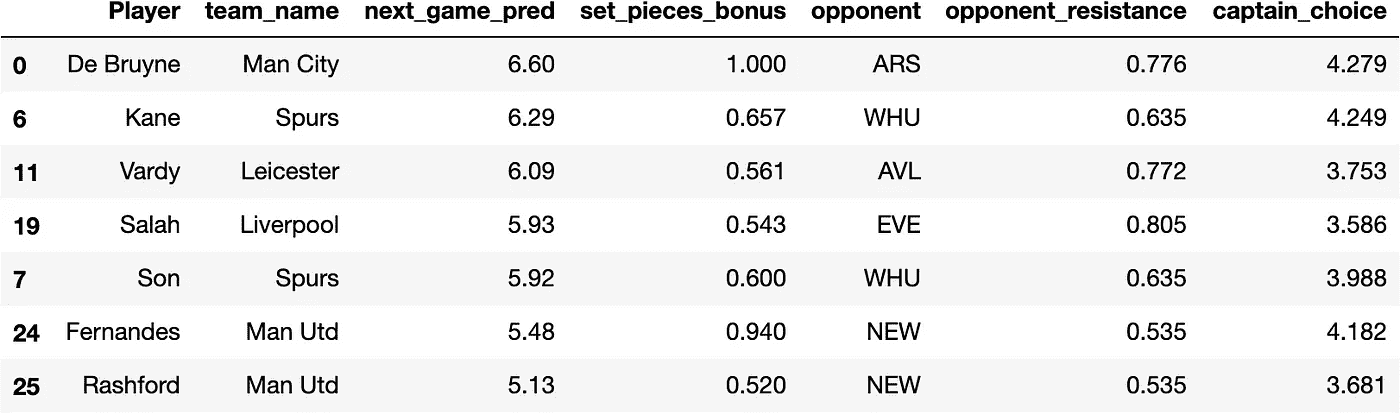 Player team_name next_game_pred set_pieces_bonus opponent opponent_resistance captain_choice
0 De Bruyne Man City 6.60 1.000 ARS 0.776 4.279
6 Kane Spurs 6.29 0.657 WHU 0.635 4.249
11 Vardy Leicester 6.09 0.561 AVL 0.772 3.753
19 Salah Liverpool 5.93 0.543 EVE 0.805 3.586
7 Son Spurs 5.92 0.600 WHU 0.635 3.988
24 Fernandes Man Utd 5.48 0.940 NEW 0.535 4.182
25 Rashford Man Utd 5.13 0.520 NEW 0.535 3.681